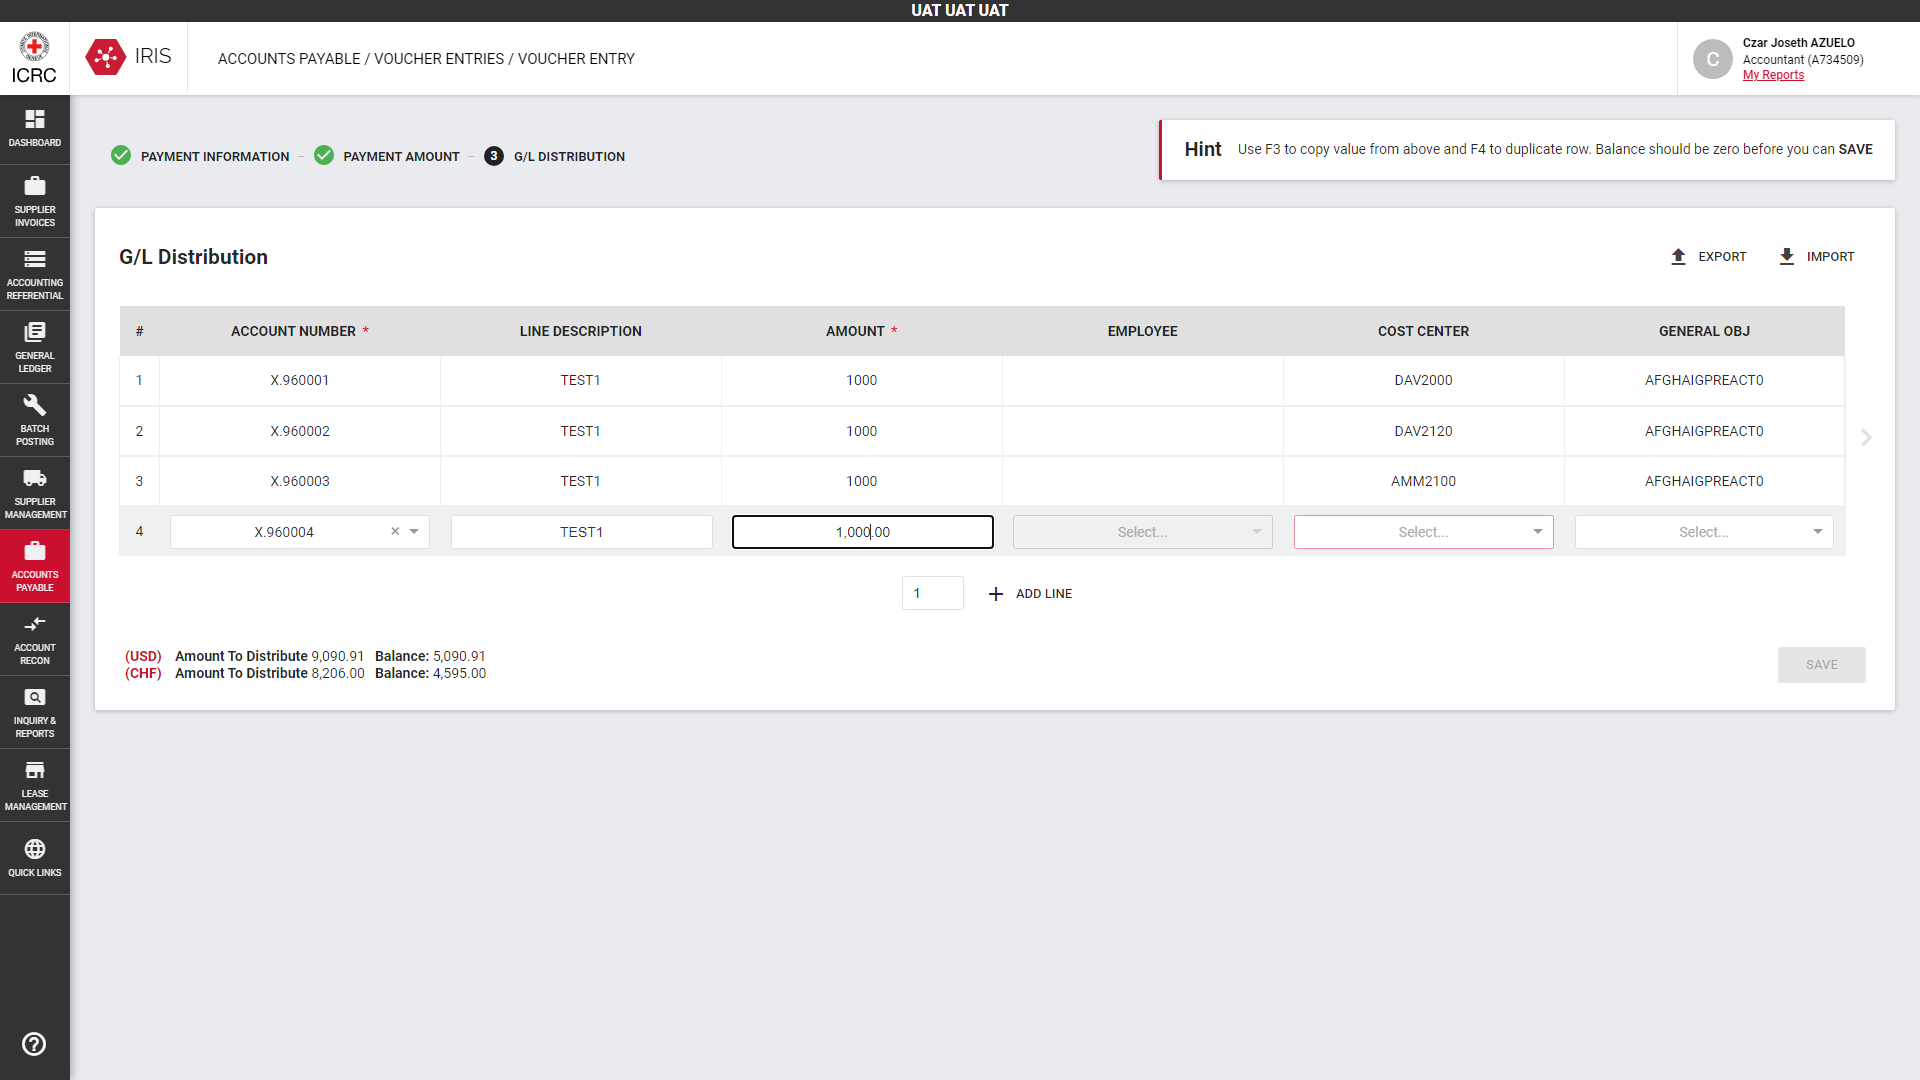 UAT UAT UAT
ICRC
IRIS
ACCOUNTS PAYABLE / VOUCHER ENTRIES / VOUCHER ENTRY
C
Czar Joseth AZUELO
Accountant (A734509)
My Reports
DASHBOARD
SUPPLIER
INVOICES
ACCOUNTING
REFERENTIAL
GENERAL
LEDGER
BATCH
POSTING
SUPPLIER
MANAGEMENT
ACCOUNTS
PAYABLE
ACCOUNT
RECON
INQUIRY &
REPORTS
LEASE
MANAGEMENT
QUICK LINKS
PAYMENT INFORMATION -- PAYMENT AMOUNT -- 3 G/L DISTRIBUTION
Hint Use F3 to copy value from above and F4 to duplicate row. Balance should be zero before you can SAVE
G/L Distribution
EXPORT IMPORT
# ACCOUNT NUMBER * LINE DESCRIPTION AMOUNT * EMPLOYEE COST CENTER GENERAL OBJ
1 X.960001 TEST1 1000 DAV2000 AFGHAIGPREACT0
2 X.960002 TEST1 1000 DAV2120 AFGHAIGPREACT0
3 X.960003 TEST1 1000 AMM2100 AFGHAIGPREACT0
4 X.960004 × TEST1 1,000.00 Select... Select... Select...
1 + ADD LINE
(USD) Amount To Distribute 9,090.91 Balance: 5,090.91
(CHF) Amount To Distribute 8,206.00 Balance: 4,595.00
SAVE